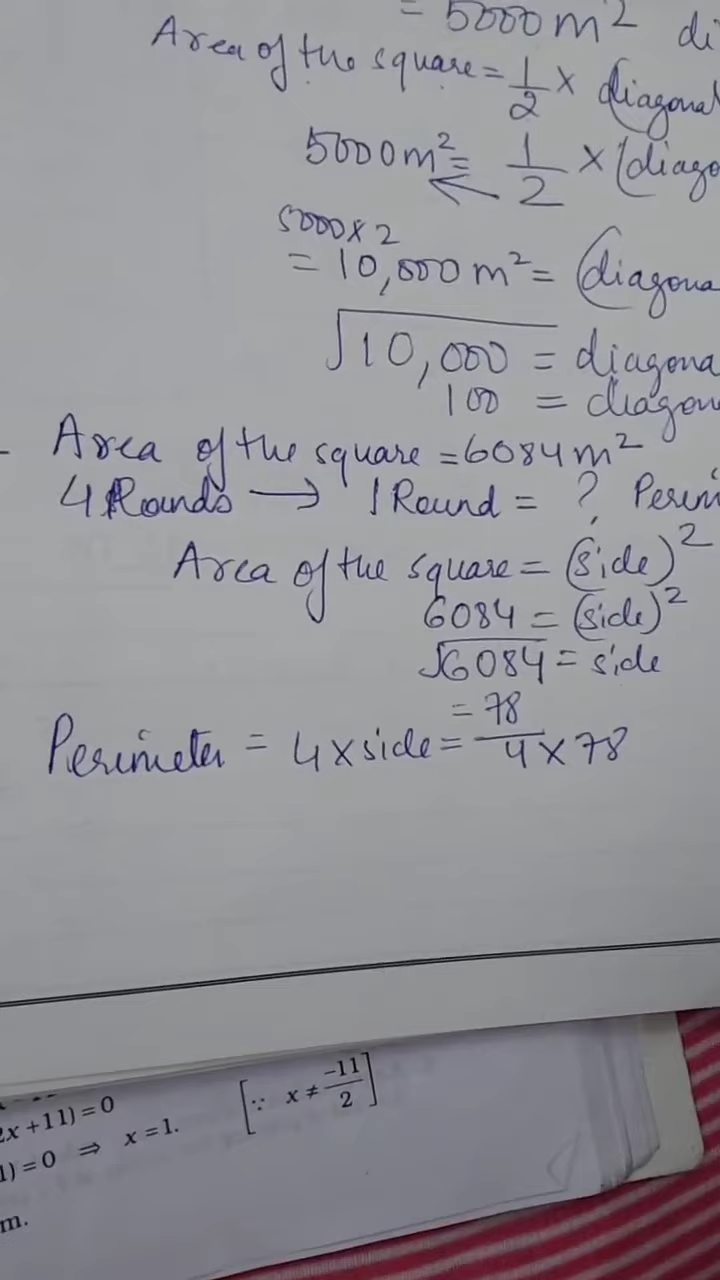 = 5000 m² di
Area of the square = 1/2 × diagonal
5000 m² = 1/2 × (diago
5000 × 2
= 10,000 m² = (diagona
√10,000 = diagona
100 = diagon
- Area of the square = 6084 m²
4 Rounds → 1 Round = ? Perim
Area of the square = (side)²
6084 = (side)²
√6084 = side
= 78
Perimeter = 4 × side = 4 × 78
2x + 11) = 0
1) = 0 ⇒ x = 1. [∵ x ≠ -11/2]
m.